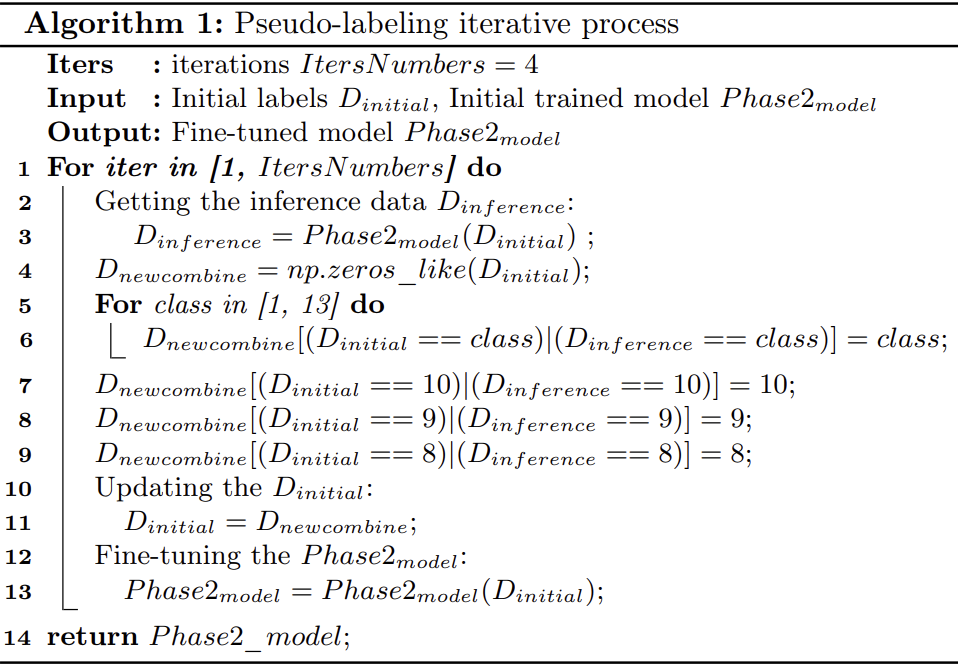 Algorithm 1: Pseudo-labeling iterative process
Iters : iterations ItersNumbers = 4
Input : Initial labels D_{initial}, Initial trained model Phase2_{model}
Output: Fine-tuned model Phase2_{model}
1 For iter in [1, ItersNumbers] do
2 Getting the inference data D_{inference}:
3 D_{inference} = Phase2_{model}(D_{initial}) ;
4 D_{newcombine} = np.zeros_like(D_{initial});
5 For class in [1, 13] do
6 D_{newcombine}[(D_{initial} == class)|(D_{inference} == class)] = class;
7 D_{newcombine}[(D_{initial} == 10)|(D_{inference} == 10)] = 10;
8 D_{newcombine}[(D_{initial} == 9)|(D_{inference} == 9)] = 9;
9 D_{newcombine}[(D_{initial} == 8)|(D_{inference} == 8)] = 8;
10 Updating the D_{initial}:
11 D_{initial} = D_{newcombine};
12 Fine-tuning the Phase2_{model}:
13 Phase2_{model} = Phase2_{model}(D_{initial});
14 return Phase2_model;